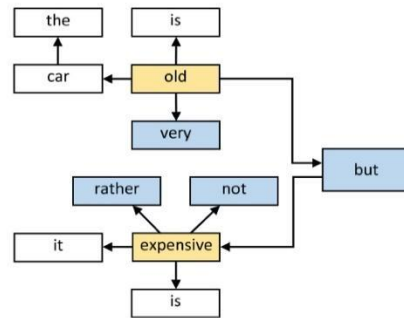 the
is
car
old
very
but
rather
not
it
expensive
is